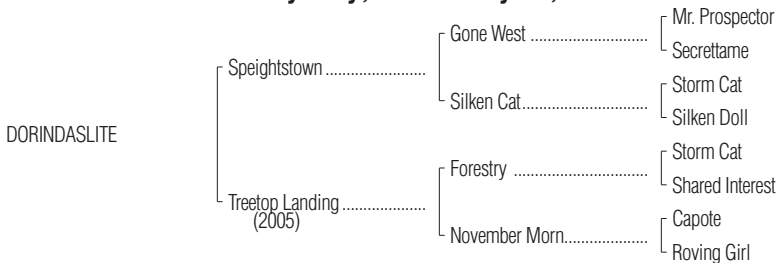 Mr. Prospector
Gone West ..............................
Secrettame
Speightstown .........................
Storm Cat
Silken Cat ................................
Silken Doll
DORINDASLITE
Storm Cat
Forestry ..................................
Shared Interest
Treetop Landing .....................
(2005)
Capote
November Morn.....................
Roving Girl